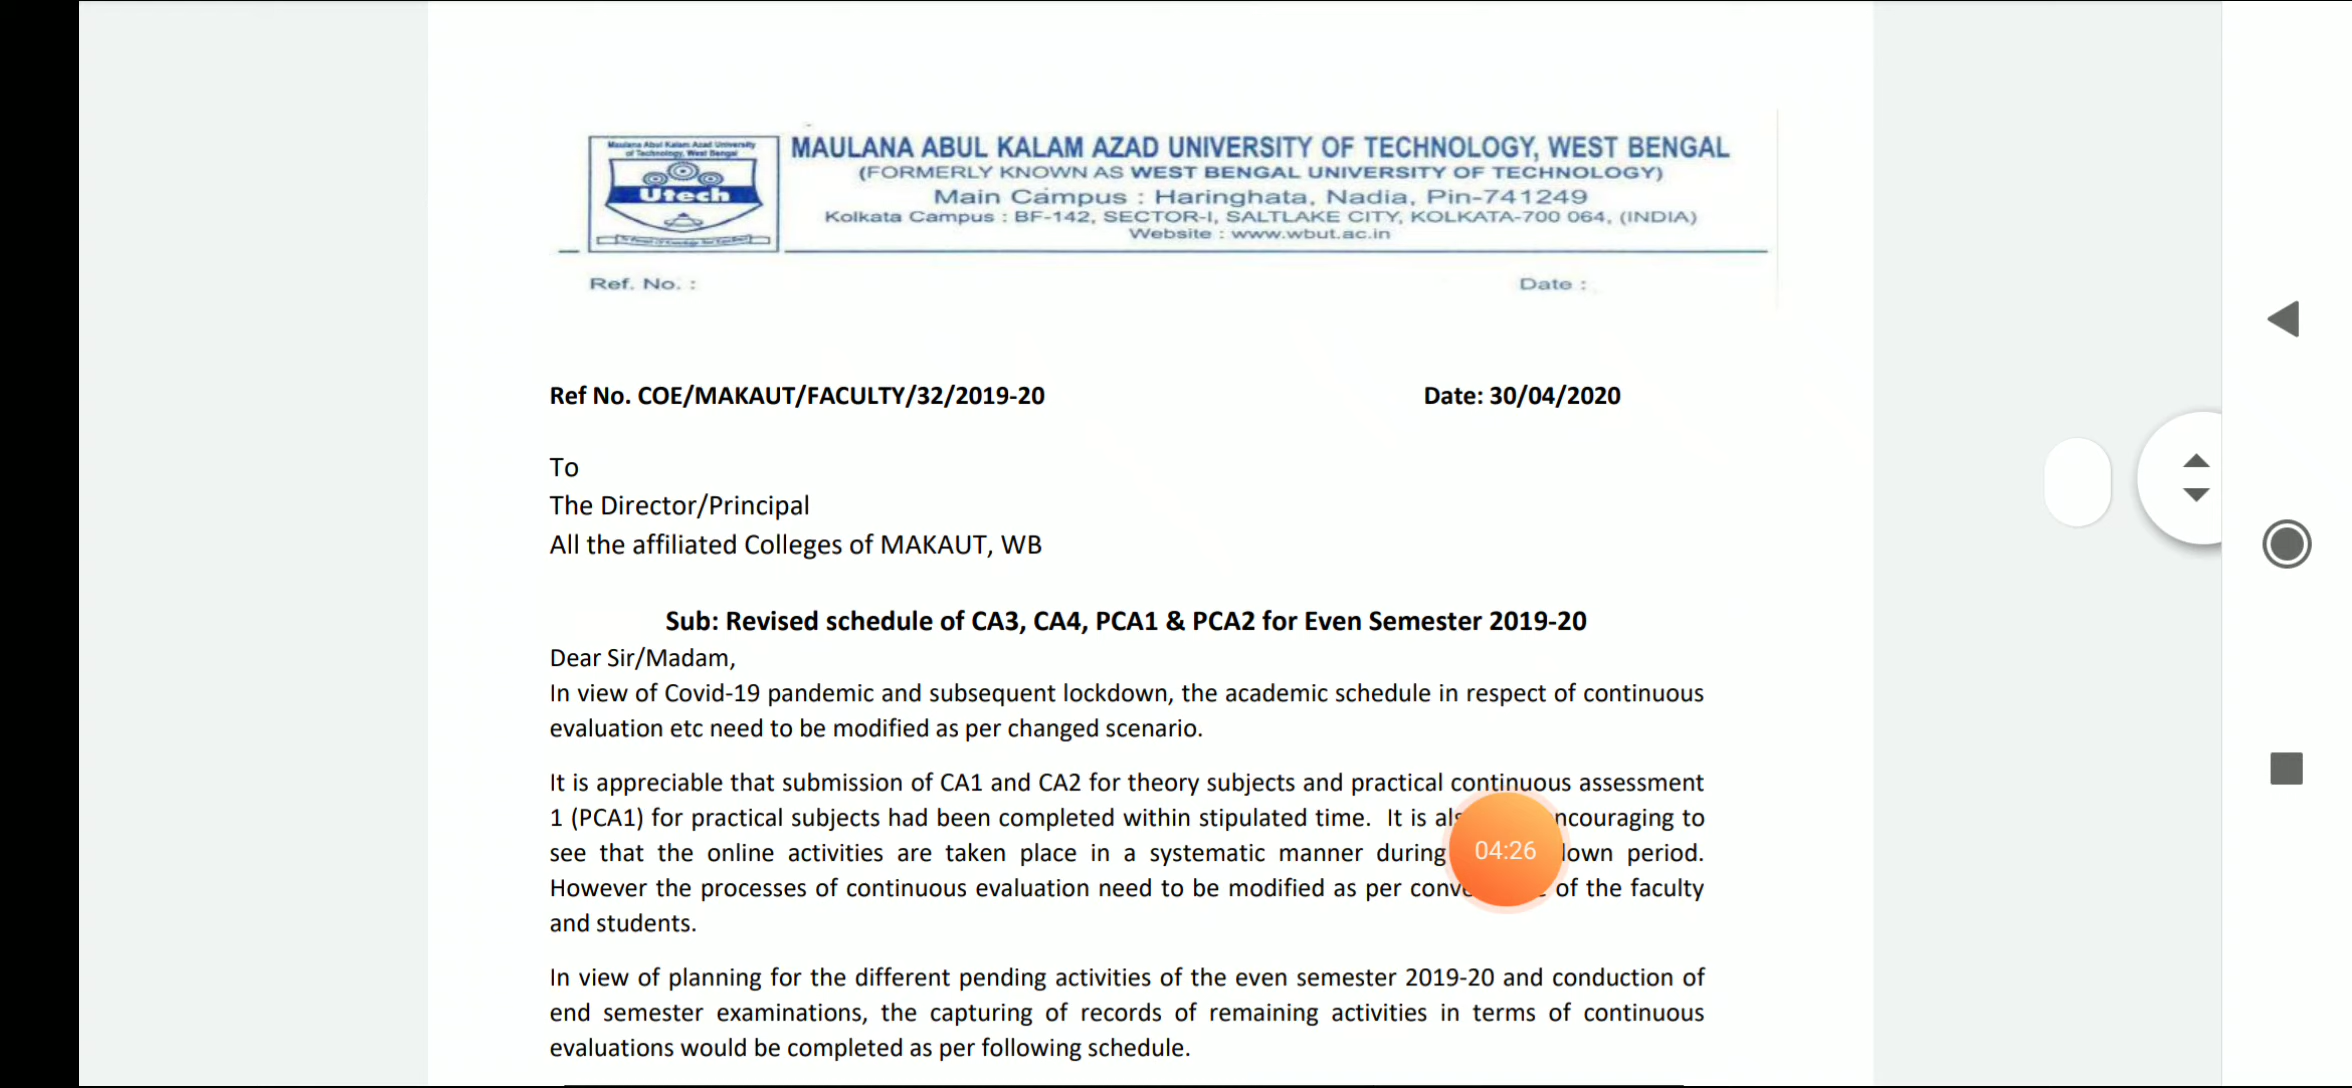 Maulana Abul Kalam Azad University
of Technology, West Bengal
Utech
MAULANA ABUL KALAM AZAD UNIVERSITY OF TECHNOLOGY, WEST BENGAL
(FORMERLY KNOWN AS WEST BENGAL UNIVERSITY OF TECHNOLOGY)
Main Campus : Haringhata, Nadia, Pin-741249
Kolkata Campus : BF-142, SECTOR-I, SALTLAKE CITY, KOLKATA-700 064, (INDIA)
Website : www.wbut.ac.in
Ref. No. : Date :
Ref No. COE/MAKAUT/FACULTY/32/2019-20 Date: 30/04/2020
To
The Director/Principal
All the affiliated Colleges of MAKAUT, WB
Sub: Revised schedule of CA3, CA4, PCA1 & PCA2 for Even Semester 2019-20
Dear Sir/Madam,
In view of Covid-19 pandemic and subsequent lockdown, the academic schedule in respect of continuous
evaluation etc need to be modified as per changed scenario.
It is appreciable that submission of CA1 and CA2 for theory subjects and practical continuous assessment
1 (PCA1) for practical subjects had been completed within stipulated time. It is ncouraging to
see that the online activities are taken place in a systematic manner during 04:26 down period.
However the processes of continuous evaluation need to be modified as per of the faculty
and students.
In view of planning for the different pending activities of the even semester 2019-20 and conduction of
end semester examinations, the capturing of records of remaining activities in terms of continuous
evaluations would be completed as per following schedule.